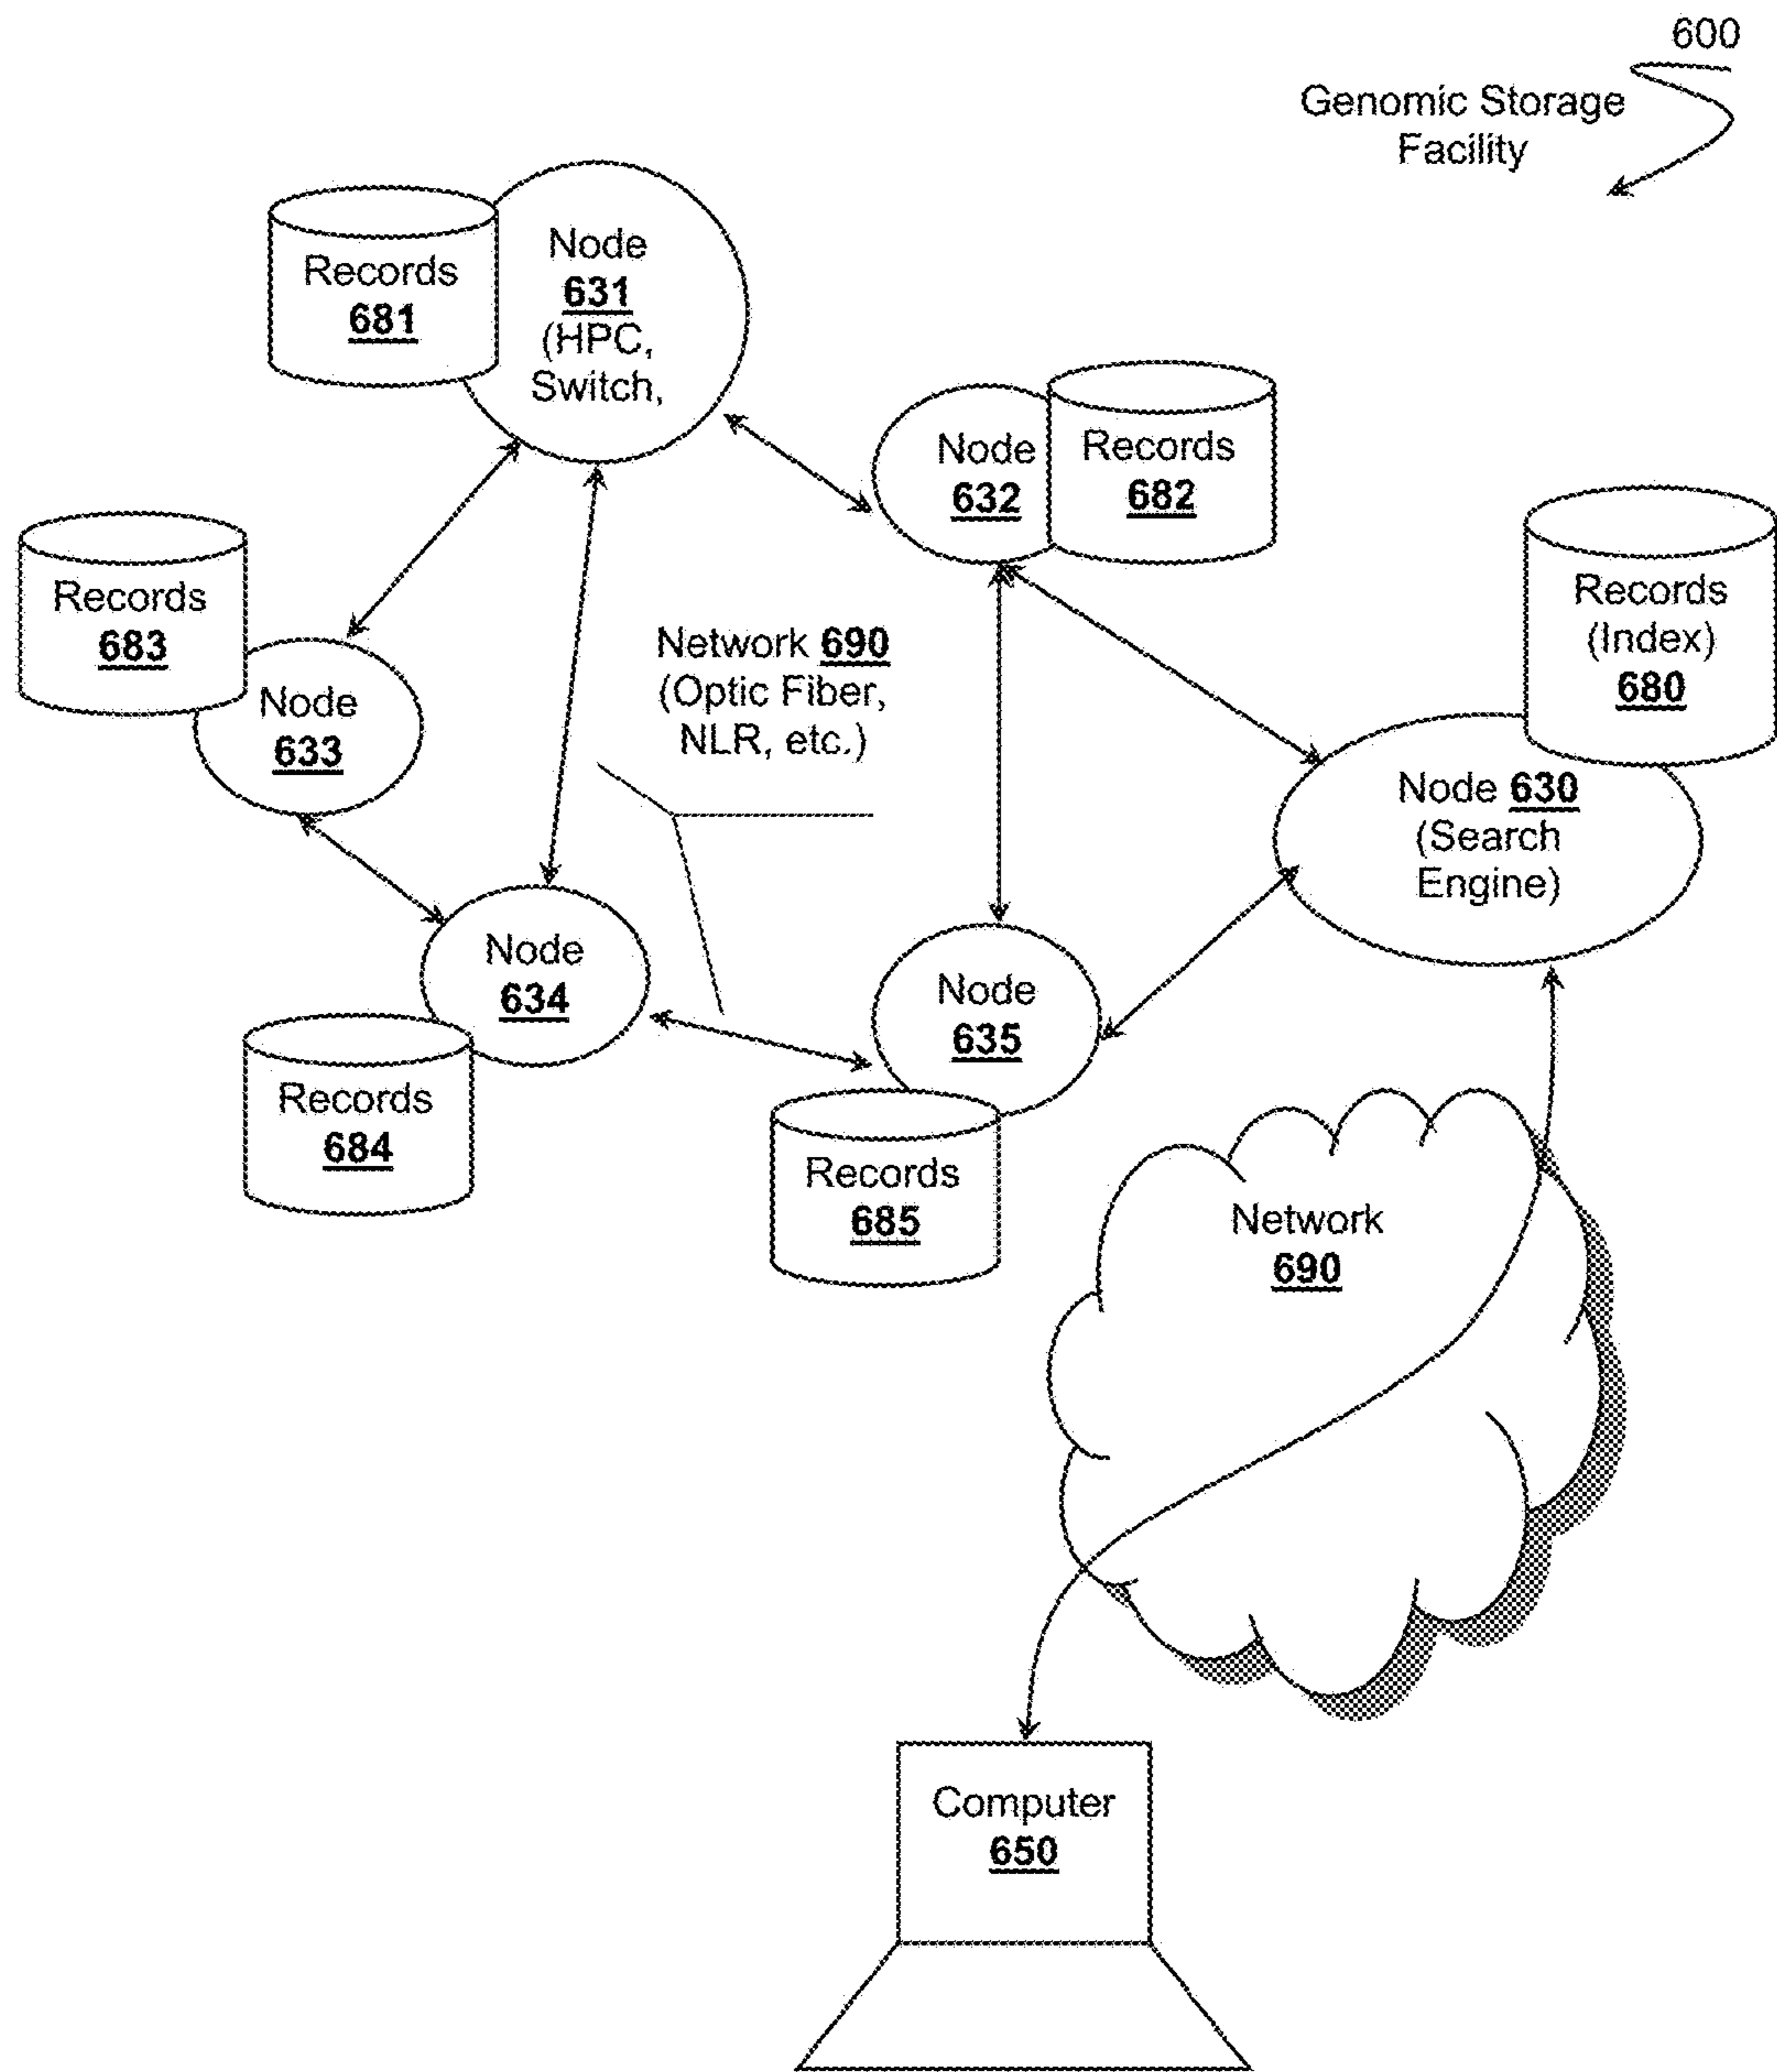 600
Genomic Storage
Facility
Node
631
(HPC,
Switch,
Records
681
Node
632
Records
682
Records
(Index)
680
Records
683
Node
633
Network 690
(Optic Fiber,
NLR, etc.)
Node 630
(Search
Engine)
Node
634
Node
635
Records
684
Records
685
Network
690
Computer
650